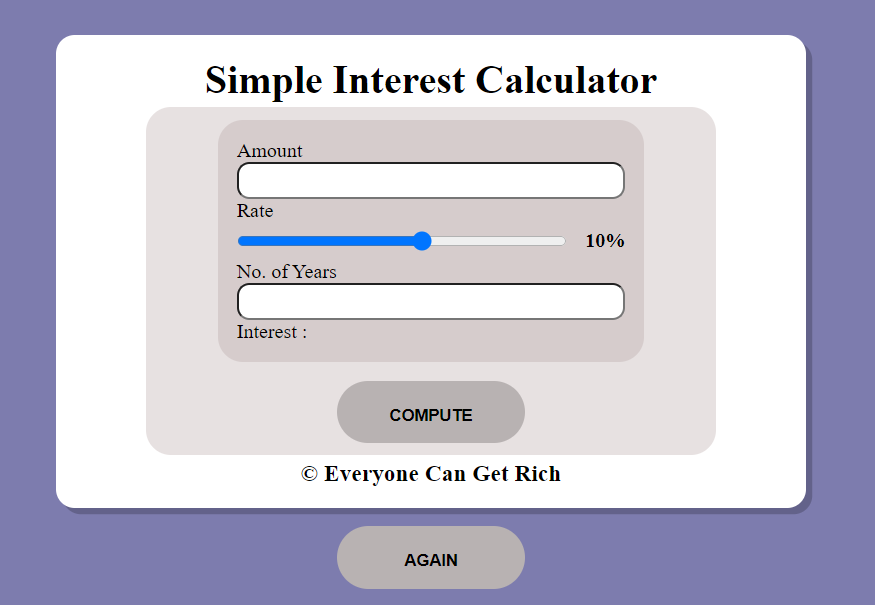 Simple Interest Calculator
Amount
Rate
10%
No. of Years
Interest :
COMPUTE
© Everyone Can Get Rich
AGAIN